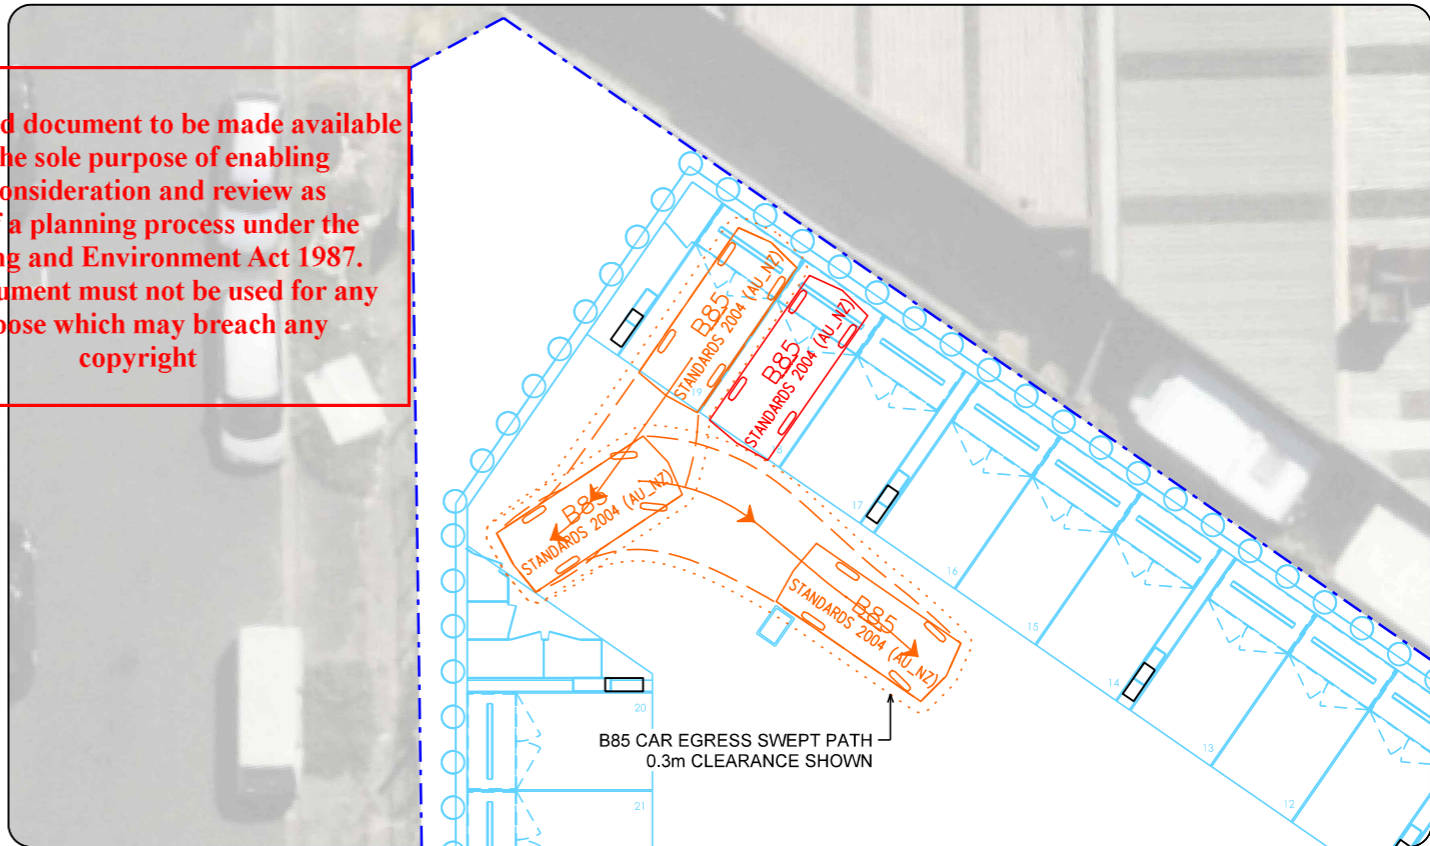 d document to be made available
he sole purpose of enabling
onsideration and review as
f a planning process under the
ng and Environment Act 1987.
ument must not be used for any
pose which may breach any
copyright
B85
STANDARDS 2004 (AU_NZ)
19
B85
STANDARDS 2004 (AU_NZ)
B85
STANDARDS 2004 (AU_NZ)
B85
STANDARDS 2004 (AU_NZ)
17
16
15
14
13
12
20
21
B85 CAR EGRESS SWEPT PATH
0.3m CLEARANCE SHOWN